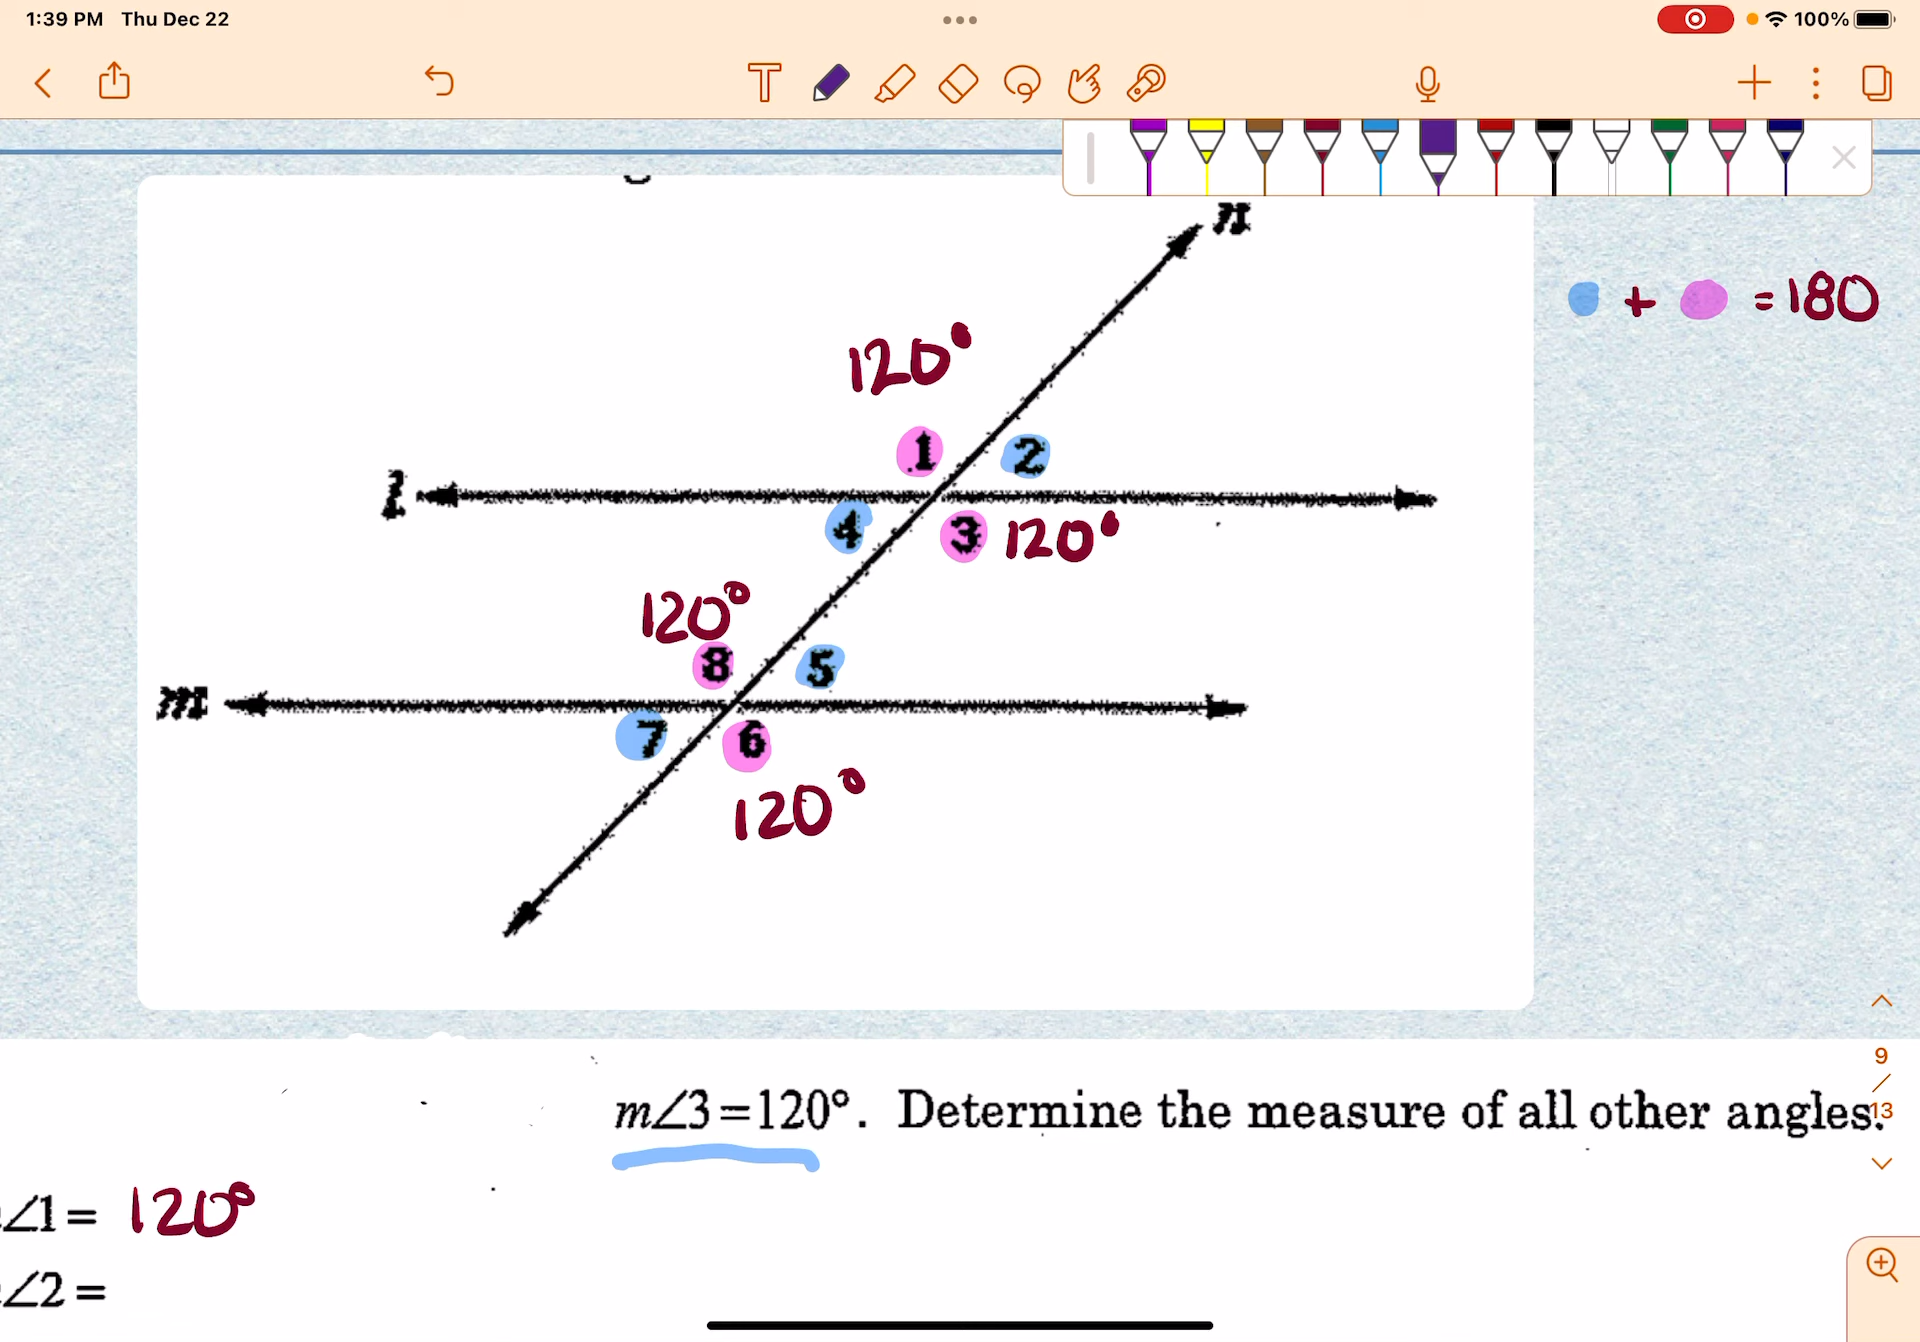 1:39 PM Thu Dec 22
100%
T
n
+ = 180
120°
1 2
l
4 3 120°
120°
8 5
m
7 6
120°
9
13
m∠3=120°. Determine the measure of all other angles.
∠1= 120°
∠2=